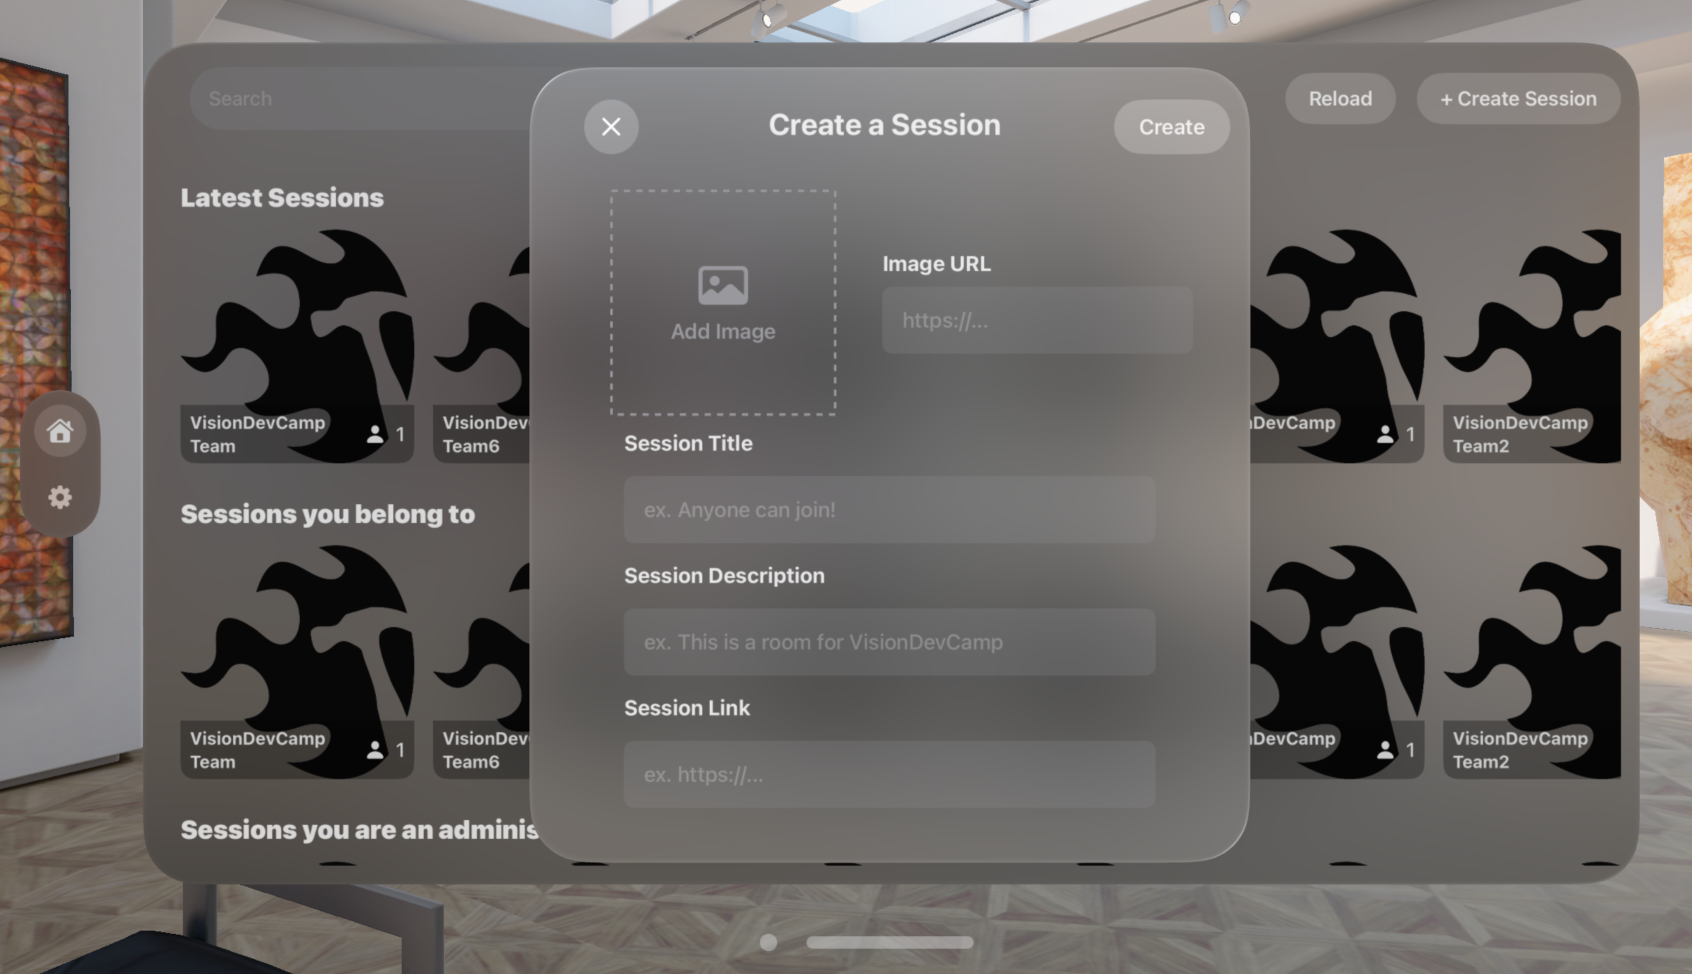 Search
Reload
+ Create Session
Create a Session
Create
Latest Sessions
Add Image
Image URL
https://...
VisionDevCamp
Team
1
VisionDev
Team6
DevCamp
1
VisionDevCamp
Team2
Session Title
ex. Anyone can join!
Sessions you belong to
Session Description
ex. This is a room for VisionDevCamp
Session Link
ex. https://...
VisionDevCamp
Team
1
VisionDev
Team6
DevCamp
1
VisionDevCamp
Team2
Sessions you are an adminis